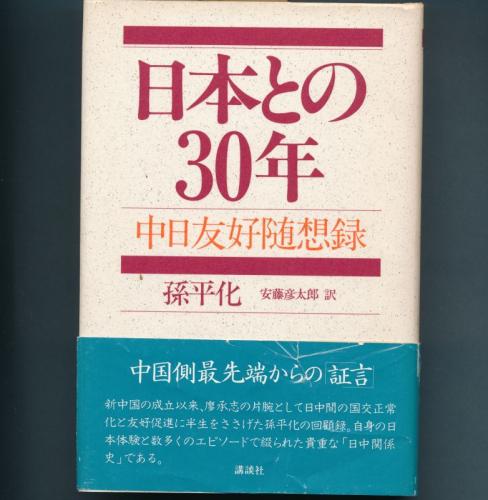 日本との
30年
中日友好随想録
孫平化 安藤彦太郎 訳
中国側最先端からの「証言」
新中国の成立以来、廖承志の片腕として日中間の国交正常
化と友好促進に半生をささげた孫平化の回顧録。自身の日
本体験と数多くのエピソードで綴られた貴重な「日中関係
史」である。
講談社